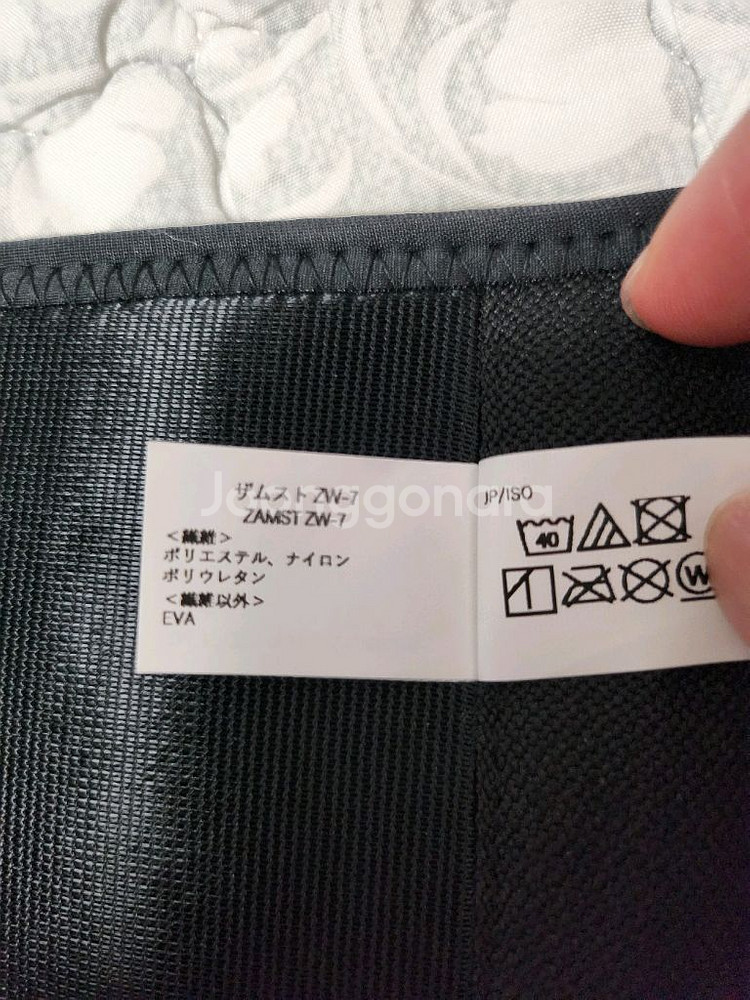 ザムスト ZW-7
ZAMST ZW-7
<繊維>
ポリエステル、ナイロン
ポリウレタン
<繊維以外>
EVA
JP/ISO
40
W
Joonggonara